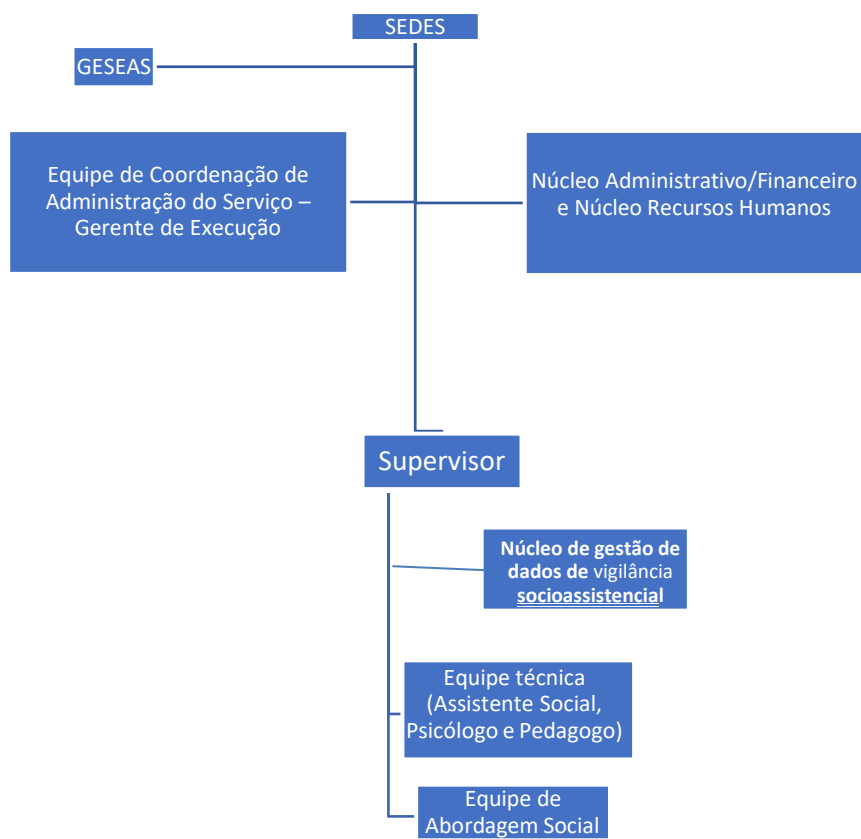 SEDES
GESEAS
Equipe de Coordenação de
Administração do Serviço –
Gerente de Execução
Núcleo Administrativo/Financeiro
e Núcleo Recursos Humanos
Supervisor
Núcleo de gestão de
dados de vigilância
socioassistencial
Equipe técnica
(Assistente Social,
Psicólogo e Pedagogo)
Equipe de
Abordagem Social